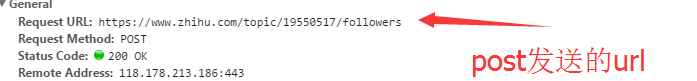 General
Request URL: https://www.zhihu.com/topic/19550517/followers
Request Method: POST
Status Code: 200 OK
Remote Address: 118.178.213.186:443
post发送的url